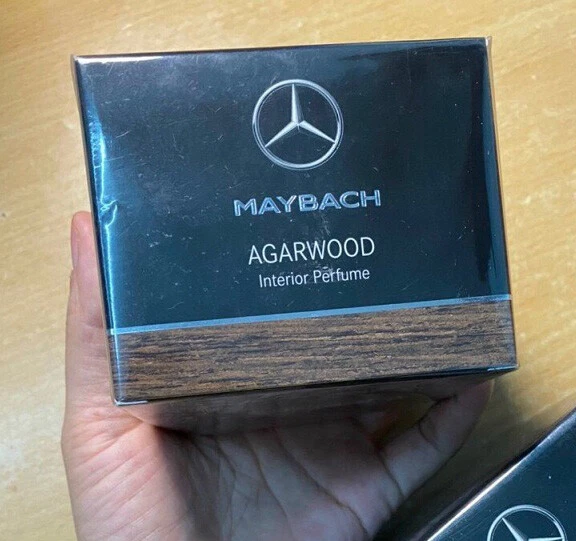 MAYBACH
AGARWOOD
Interior Perfume